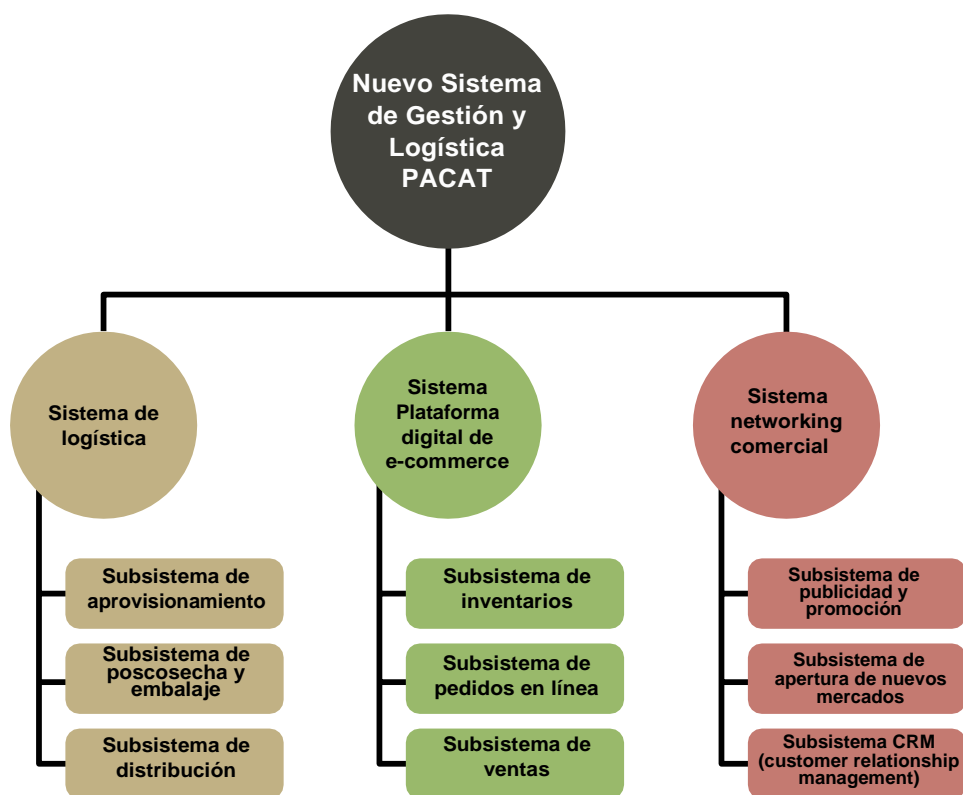 Nuevo Sistema
de Gestión y
Logística
PACAT
Sistema de
logística
Sistema
Plataforma
digital de
e-commerce
Sistema
networking
comercial
Subsistema de
aprovisionamiento
Subsistema de
poscosecha y
embalaje
Subsistema de
distribución
Subsistema de
inventarios
Subsistema de
pedidos en línea
Subsistema de
ventas
Subsistema de
publicidad y
promoción
Subsistema de
apertura de nuevos
mercados
Subsistema CRM
(customer relationship
management)